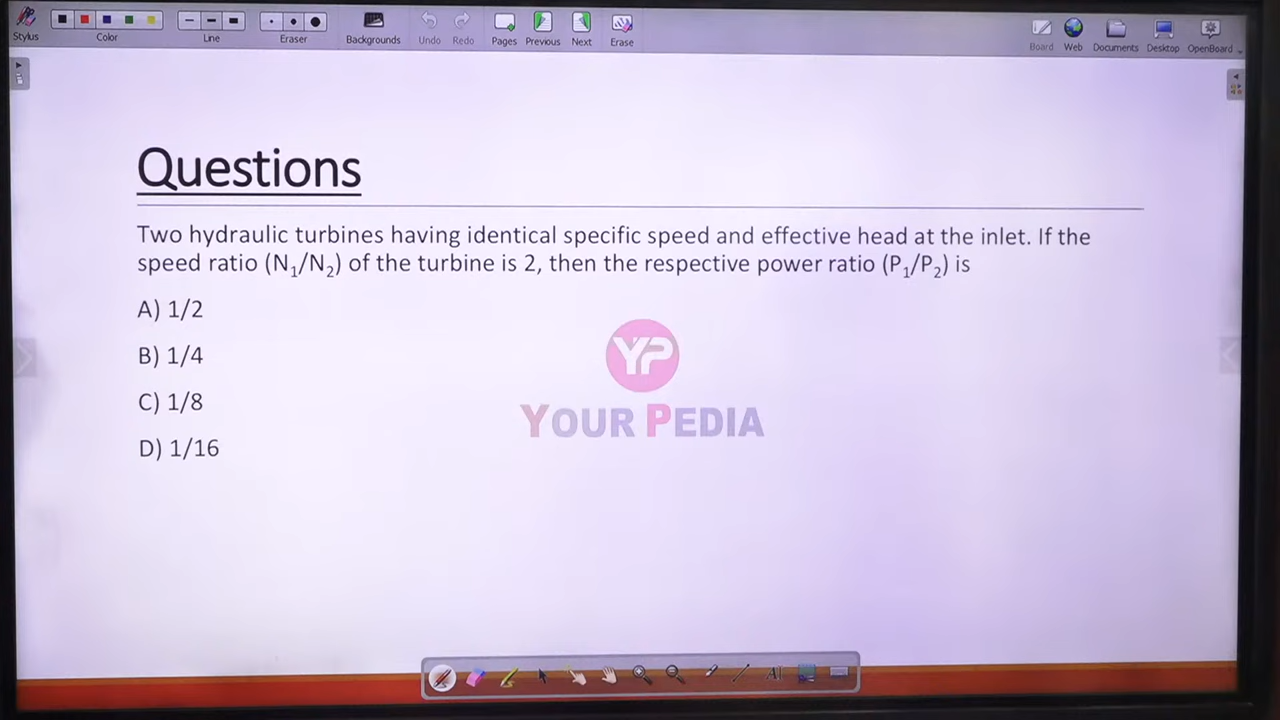 Stylus
Color
Line
Eraser
Backgrounds
Undo
Redo
Pages
Previous
Next
Erase
Board
Web
Documents
Desktop
OpenBoard
Questions
Two hydraulic turbines having identical specific speed and effective head at the inlet. If the
speed ratio (N₁/N₂) of the turbine is 2, then the respective power ratio (P₁/P₂) is
A) 1/2
B) 1/4
C) 1/8
D) 1/16
YP
YOUR PEDIA
AI